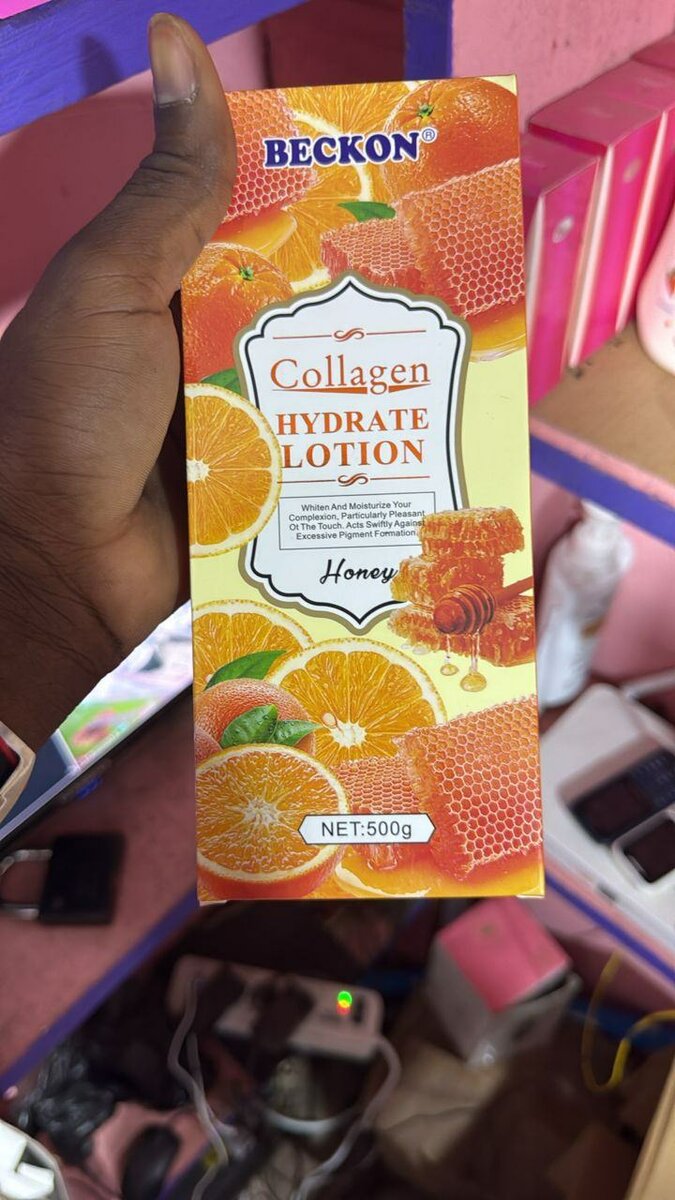 BECKON®
Collagen
HYDRATE
LOTION
Whiten And Moisturize Your
Complexion, Particularly Pleasant
Ot The Touch. Acts Swiftly Against
Excessive Pigment Formation.
Honey
NET:500g